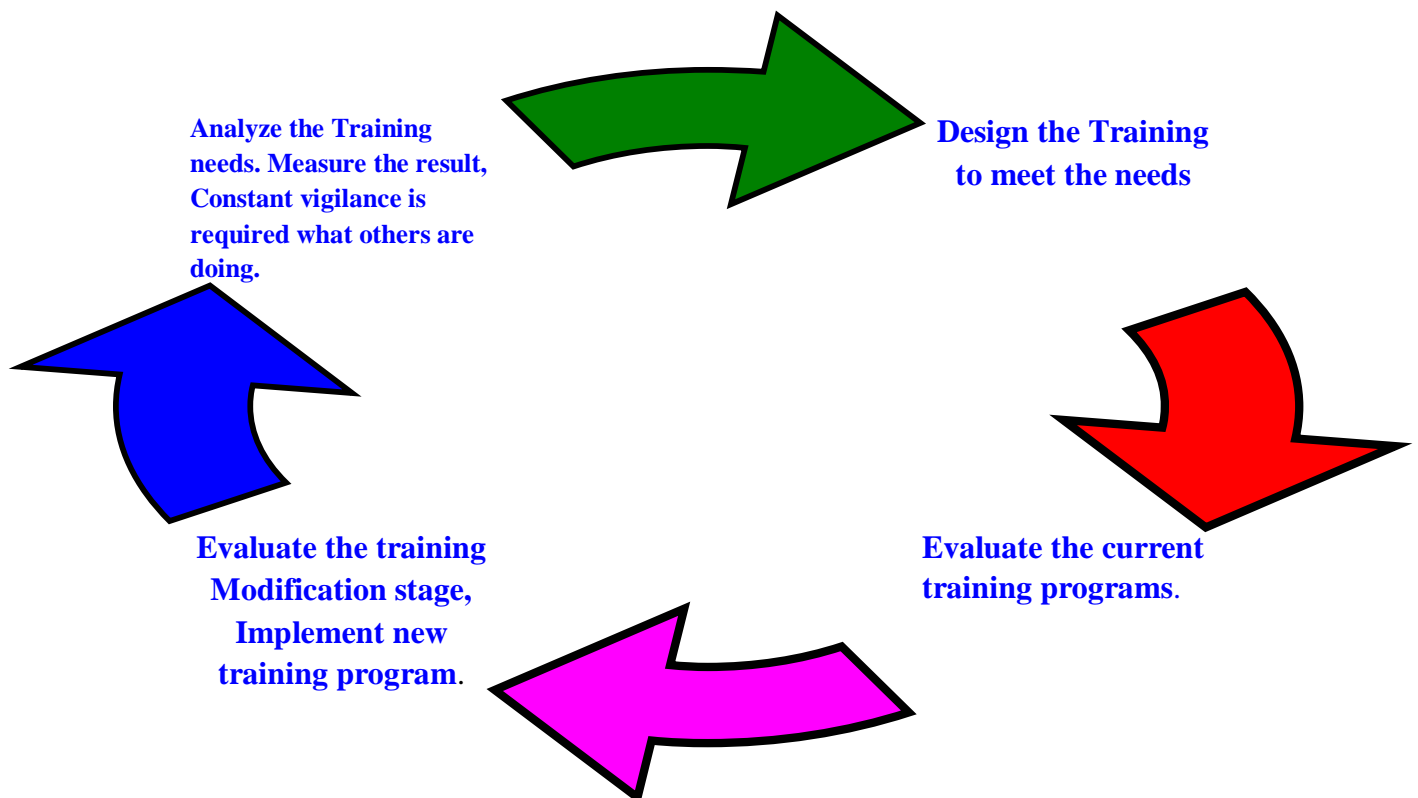 Analyze the Training
needs. Measure the result,
Constant vigilance is
required what others are
doing.
Design the Training
to meet the needs
Evaluate the current
training programs.
Evaluate the training
Modification stage,
Implement new
training program.